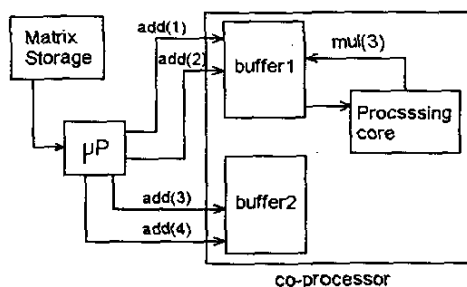 Matrix
Storage
add(1)
add(2)
buffer1
mul(3)
Procsssing
core
µP
add(3)
add(4)
buffer2
co-processor